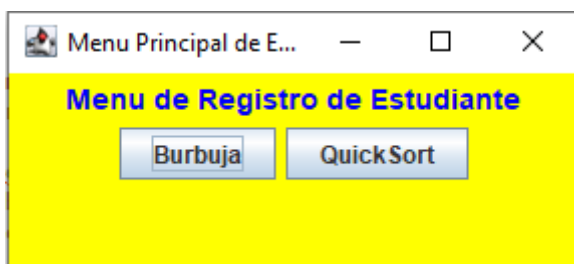 Menu Principal de E...
Menu de Registro de Estudiante
Burbuja QuickSort